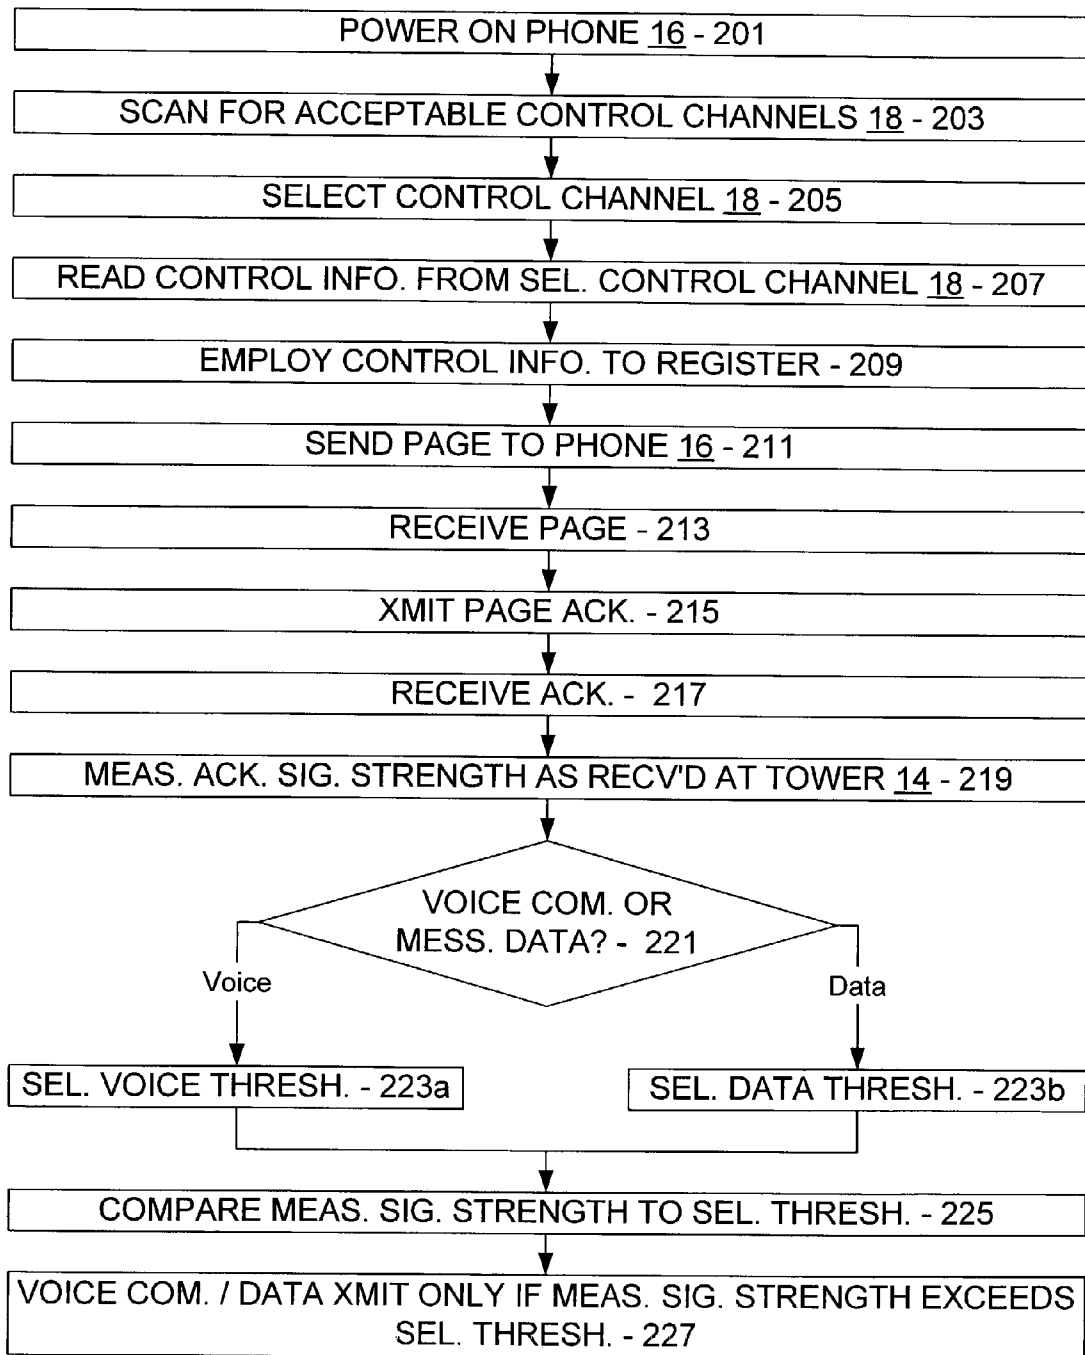 POWER ON PHONE 16 - 201
SCAN FOR ACCEPTABLE CONTROL CHANNELS 18 - 203
SELECT CONTROL CHANNEL 18 - 205
READ CONTROL INFO. FROM SEL. CONTROL CHANNEL 18 - 207
EMPLOY CONTROL INFO. TO REGISTER - 209
SEND PAGE TO PHONE 16 - 211
RECEIVE PAGE - 213
XMIT PAGE ACK. - 215
RECEIVE ACK. - 217
MEAS. ACK. SIG. STRENGTH AS RECV'D AT TOWER 14 - 219
VOICE COM. OR
MESS. DATA? - 221
Voice
Data
SEL. VOICE THRESH. - 223a
SEL. DATA THRESH. - 223b
COMPARE MEAS. SIG. STRENGTH TO SEL. THRESH. - 225
VOICE COM. / DATA XMIT ONLY IF MEAS. SIG. STRENGTH EXCEEDS
SEL. THRESH. - 227